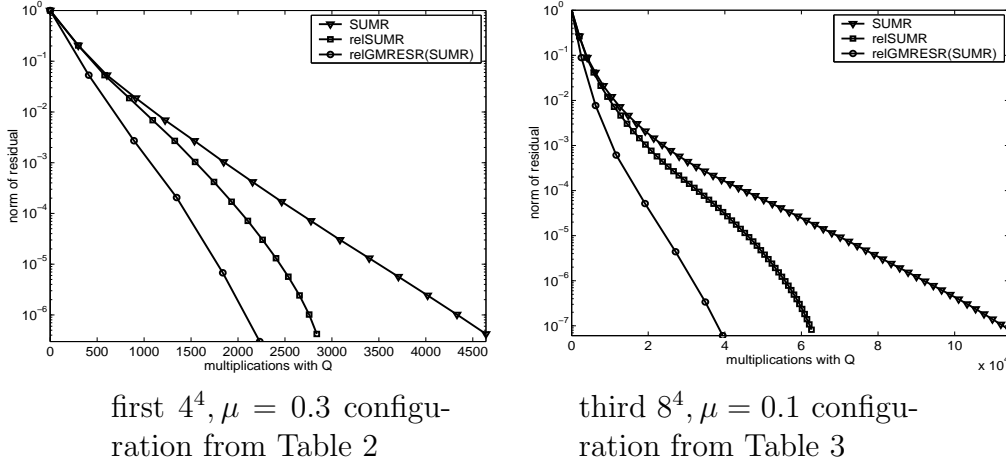 SUMR
relSUMR
relGMRESR(SUMR)
norm of residual
10^0
10^-1
10^-2
10^-3
10^-4
10^-5
10^-6
0 500 1000 1500 2000 2500 3000 3500 4000 4500
multiplications with Q
first 4^4, μ = 0.3 configu-
ration from Table 2
SUMR
relSUMR
relGMRESR(SUMR)
norm of residual
10^0
10^-1
10^-2
10^-3
10^-4
10^-5
10^-6
10^-7
0 2 4 6 8 10
x 10^4
multiplications with Q
third 8^4, μ = 0.1 configu-
ration from Table 3